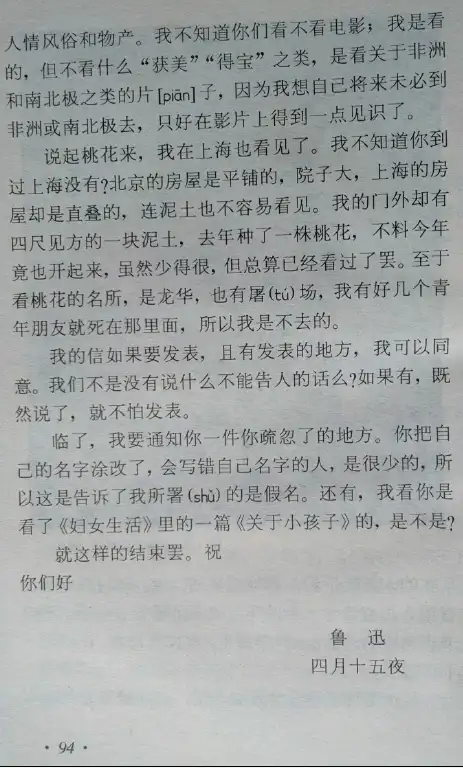 人情风俗和物产。我不知道你们看不看电影；我是看
的，但不看什么“获美”“得宝”之类，是看关于非洲
和南北极之类的片[piān]子，因为我想自己将来未必到
非洲或南北极去，只好在影片上得到一点见识了。
说起桃花来，我在上海也看见了。我不知道你到
过上海没有?北京的房屋是平铺的，院子大，上海的房
屋却是直叠的，连泥土也不容易看见。我的门外却有
四尺见方的一块泥土，去年种了一株桃花，不料今年
竟也开起来，虽然少得很，但总算已经看过了罢。至于
看桃花的名所，是龙华，也有屠(tú)场，我有好几个青
年朋友就死在那里面，所以我是不去的。
我的信如果要发表，且有发表的地方，我可以同
意。我们不是没有说什么不能告人的话么?如果有，既
然说了，就不怕发表。
临了，我要通知你一件你疏忽了的地方。你把自
己的名字涂改了，会写错自己名字的人，是很少的，所
以这是告诉了我所署(shǔ)的是假名。还有，我看你是
看了《妇女生活》里的一篇《关于小孩子》的，是不是?
就这样的结束罢。祝
你们好
鲁 迅
四月十五夜
·94·